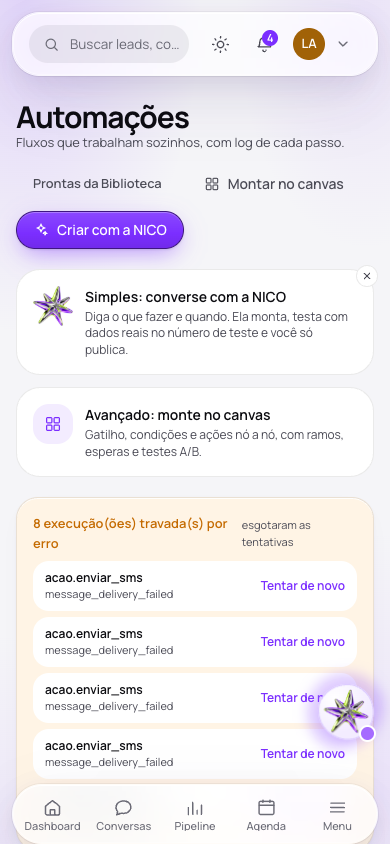 Buscar leads, co...
4
LA
Automações
Fluxos que trabalham sozinhos, com log de cada passo.
Prontas da Biblioteca
Montar no canvas
Criar com a NICO
Simples: converse com a NICO
Diga o que fazer e quando. Ela monta, testa com
dados reais no número de teste e você só
publica.
Avançado: monte no canvas
Gatilho, condições e ações nó a nó, com ramos,
esperas e testes A/B.
8 execução(ões) travada(s) por
erro
esgotaram as
tentativas
acao.enviar_sms
message_delivery_failed
Tentar de novo
acao.enviar_sms
message_delivery_failed
Tentar de novo
acao.enviar_sms
message_delivery_failed
Tentar de
acao.enviar_sms
message_delivery_failed
Tentar de novo
Dashboard
Conversas
Pipeline
Agenda
Menu